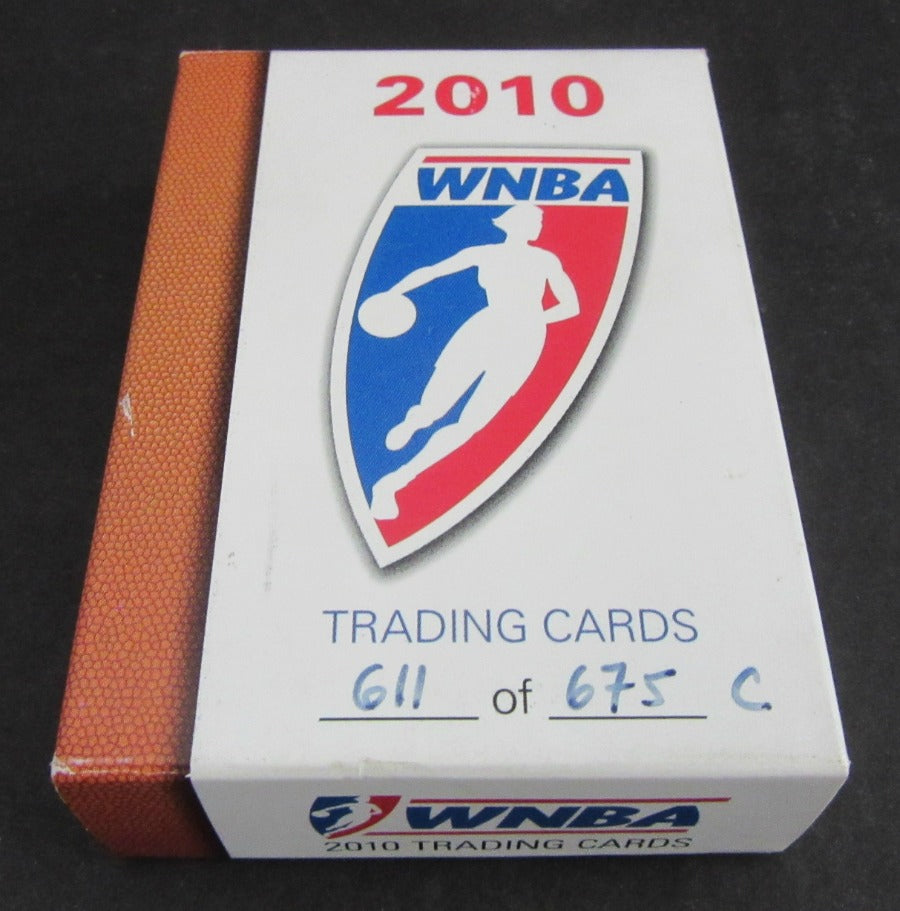 2010
WNBA
TRADING CARDS
611 of 675 C
WNBA
2010 TRADING CARDS